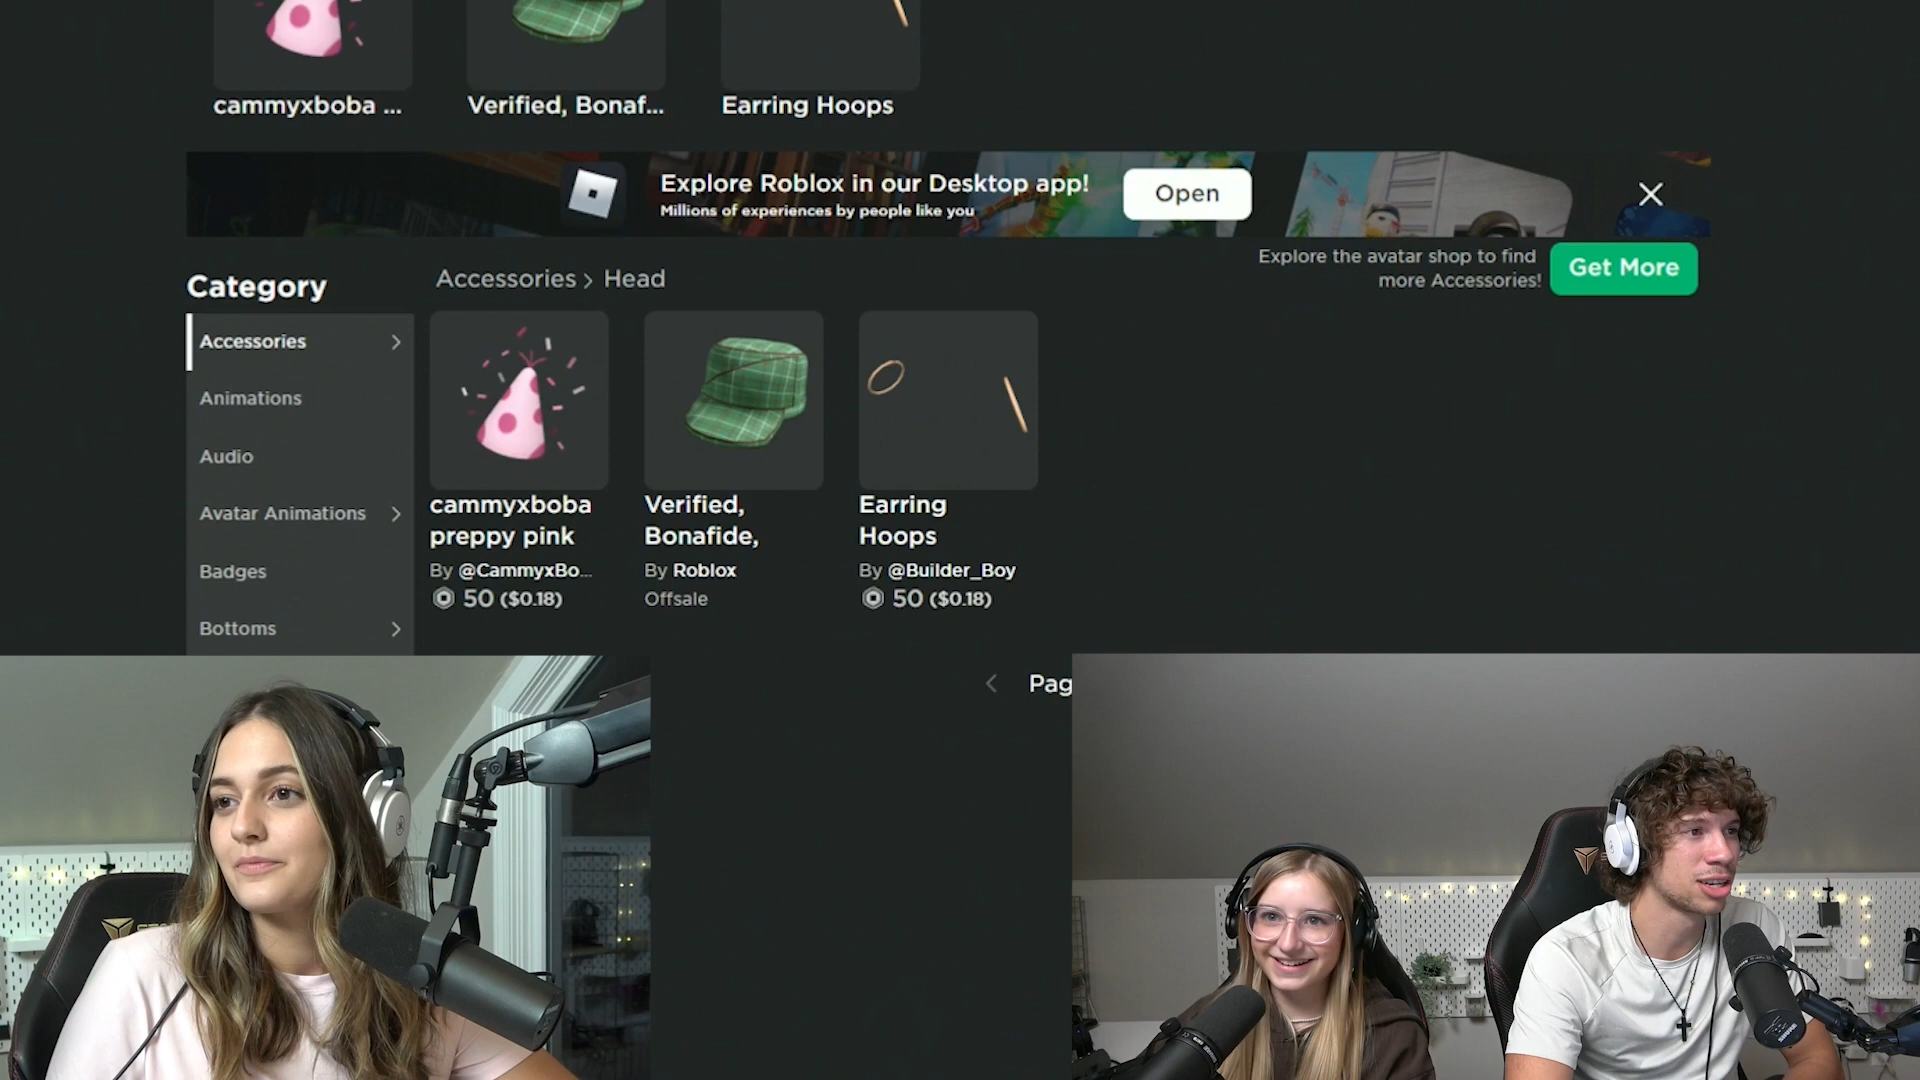 cammyxboba ...
Verified, Bonaf...
Earring Hoops
Explore Roblox in our Desktop app!
Millions of experiences by people like you
Open
Explore the avatar shop to find
more Accessories!
Get More
Category
Accessories > Head
Accessories
Animations
Audio
Avatar Animations
Badges
Bottoms
cammyxboba
preppy pink
By @CammyxBo...
50 ($0.18)
Verified,
Bonafide,
By Roblox
Offsale
Earring
Hoops
By @Builder_Boy
50 ($0.18)
Pag